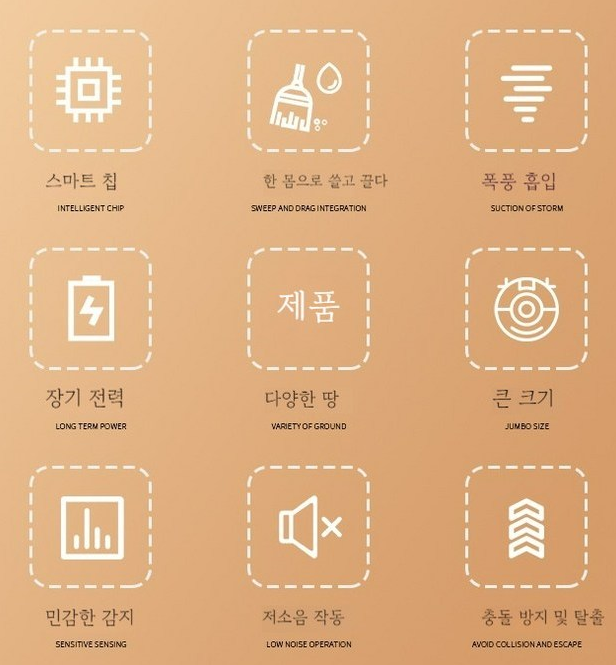 스마트 칩
INTELLIGENT CHIP
한 몸으로 쓸고 끌다
SWEEP AND DRAG INTEGRATION
폭풍 흡입
SUCTION OF STORM
장기 전력
LONG TERM POWER
제품
다양한 땅
VARIETY OF GROUND
큰 크기
JUMBO SIZE
민감한 감지
SENSITIVE SENSING
저소음 작동
LOW NOISE OPERATION
충돌 방지 및 탈출
AVOID COLLISION AND ESCAPE